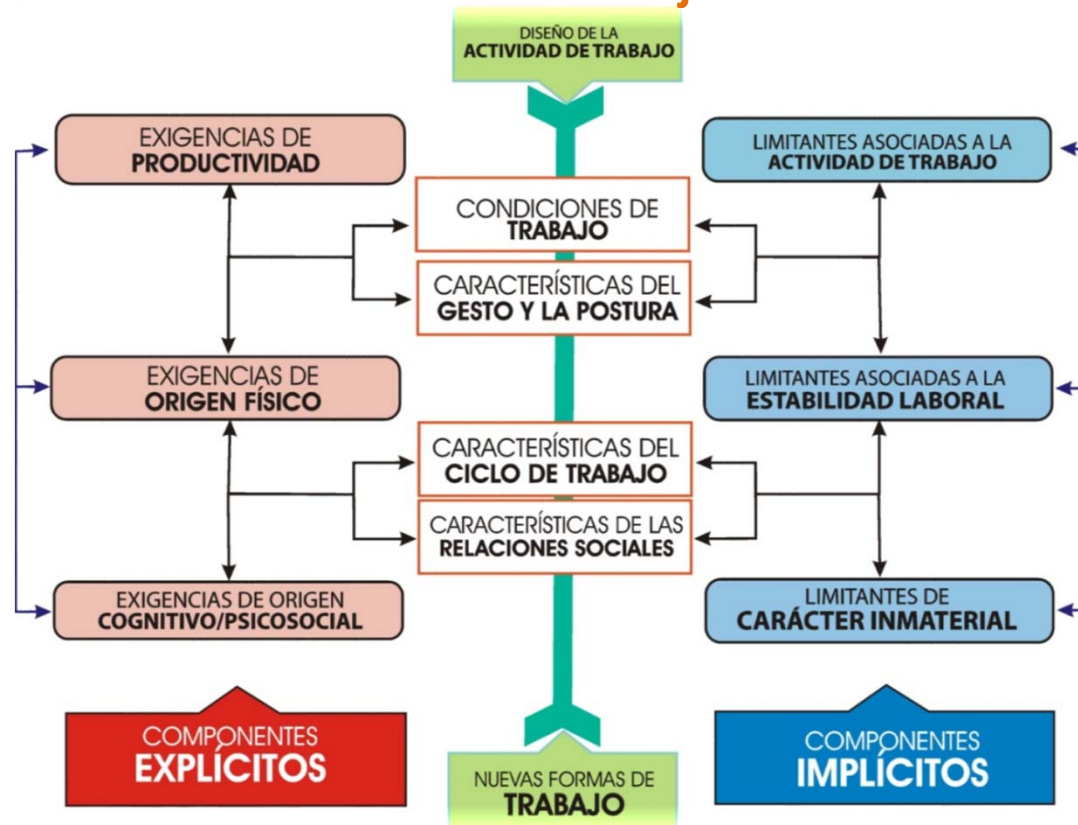 DISEÑO DE LA
ACTIVIDAD DE TRABAJO
EXIGENCIAS DE
PRODUCTIVIDAD
LIMITANTES ASOCIADAS A LA
ACTIVIDAD DE TRABAJO
CONDICIONES DE
TRABAJO
CARACTERÍSTICAS DEL
GESTO Y LA POSTURA
EXIGENCIAS DE
ORIGEN FÍSICO
LIMITANTES ASOCIADAS A LA
ESTABILIDAD LABORAL
CARACTERÍSTICAS DEL
CICLO DE TRABAJO
CARACTERÍSTICAS DE LAS
RELACIONES SOCIALES
EXIGENCIAS DE ORIGEN
COGNITIVO/PSICOSOCIAL
LIMITANTES DE
CARÁCTER INMATERIAL
COMPONENTES
EXPLÍCITOS
NUEVAS FORMAS DE
TRABAJO
COMPONENTES
IMPLÍCITOS